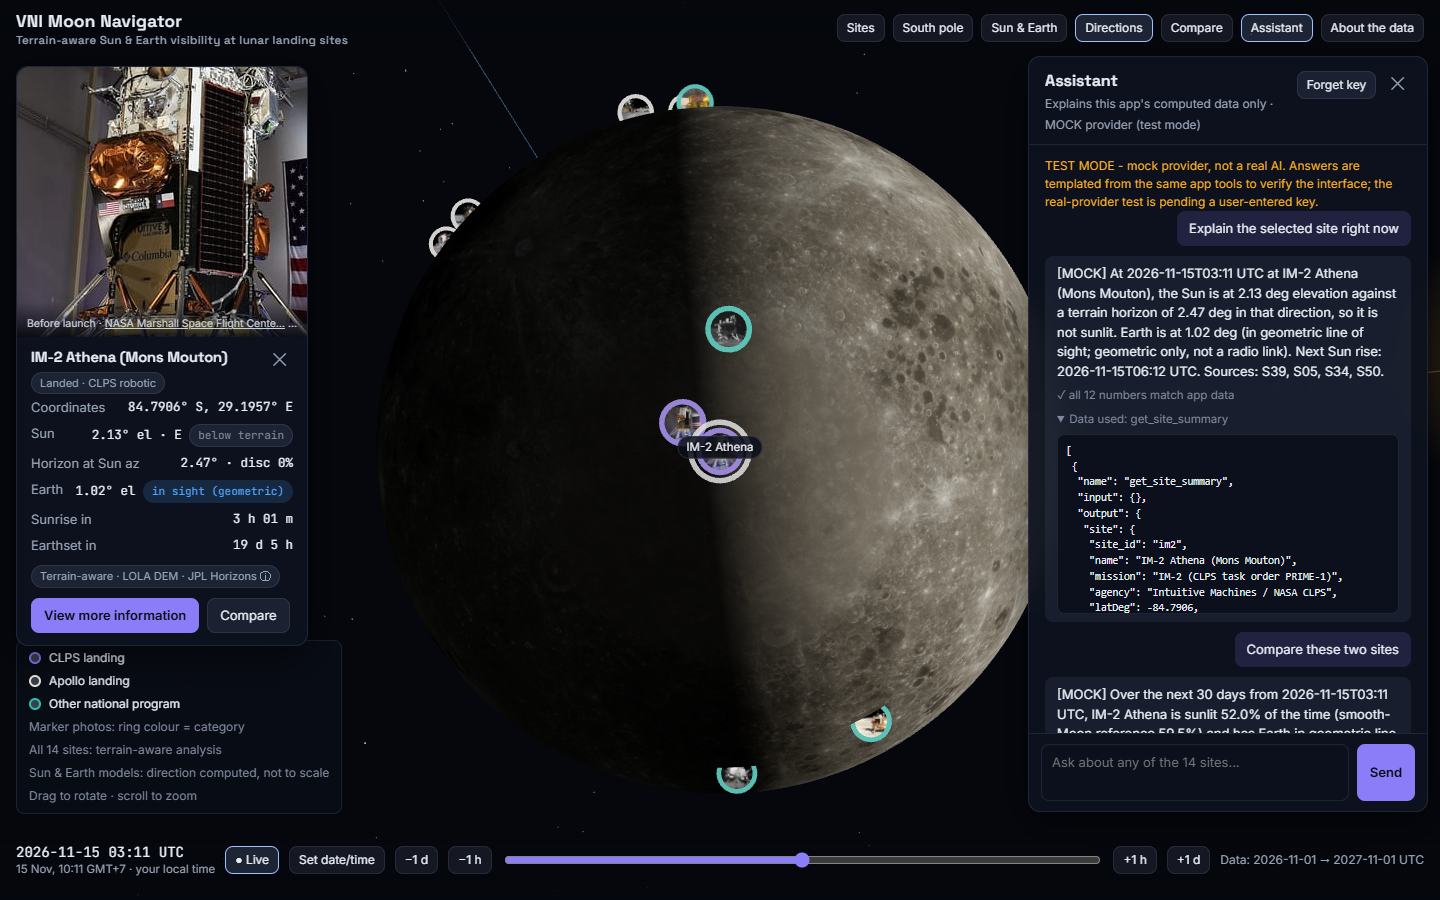 VNI Moon Navigator
Terrain-aware Sun & Earth visibility at lunar landing sites
Sites
South pole
Sun & Earth
Directions
Compare
Assistant
About the data
Columbia
Before launch · NASA Marshall Space Flight Cente... ...
IM-2 Athena (Mons Mouton)
Landed · CLPS robotic
Coordinates 84.7906° S, 29.1957° E
Sun 2.13° el · E below terrain
Horizon at Sun az 2.47° · disc 0%
Earth 1.02° el in sight (geometric)
Sunrise in 3 h 01 m
Earthset in 19 d 5 h
Terrain-aware · LOLA DEM · JPL Horizons ⓘ
View more information
Compare
CLPS landing
Apollo landing
Other national program
Marker photos: ring colour = category
All 14 sites: terrain-aware analysis
Sun & Earth models: direction computed, not to scale
Drag to rotate · scroll to zoom
IM-2 Athena
Assistant
Forget key
Explains this app's computed data only ·
MOCK provider (test mode)
TEST MODE - mock provider, not a real AI. Answers are
templated from the same app tools to verify the interface; the
real-provider test is pending a user-entered key.
Explain the selected site right now
[MOCK] At 2026-11-15T03:11 UTC at IM-2 Athena
(Mons Mouton), the Sun is at 2.13 deg elevation against
a terrain horizon of 2.47 deg in that direction, so it is
not sunlit. Earth is at 1.02 deg (in geometric line of
sight; geometric only, not a radio link). Next Sun rise:
2026-11-15T06:12 UTC. Sources: S39, S05, S34, S50.
✓ all 12 numbers match app data
▼ Data used: get_site_summary
[
{
"name": "get_site_summary",
"input": {},
"output": {
"site": {
"site_id": "im2",
"name": "IM-2 Athena (Mons Mouton)",
"mission": "IM-2 (CLPS task order PRIME-1)",
"agency": "Intuitive Machines / NASA CLPS",
"latDeg": -84.7906,
Compare these two sites
[MOCK] Over the next 30 days from 2026-11-15T03:11
UTC, IM-2 Athena is sunlit 52.0% of the time (smooth-
Moon reference 59.5%) and has Earth in geometric line
Ask about any of the 14 sites...
Send
2026-11-15 03:11 UTC
15 Nov, 10:11 GMT+7 · your local time
● Live
Set date/time
−1 d
−1 h
+1 h
+1 d
Data: 2026-11-01 → 2027-11-01 UTC